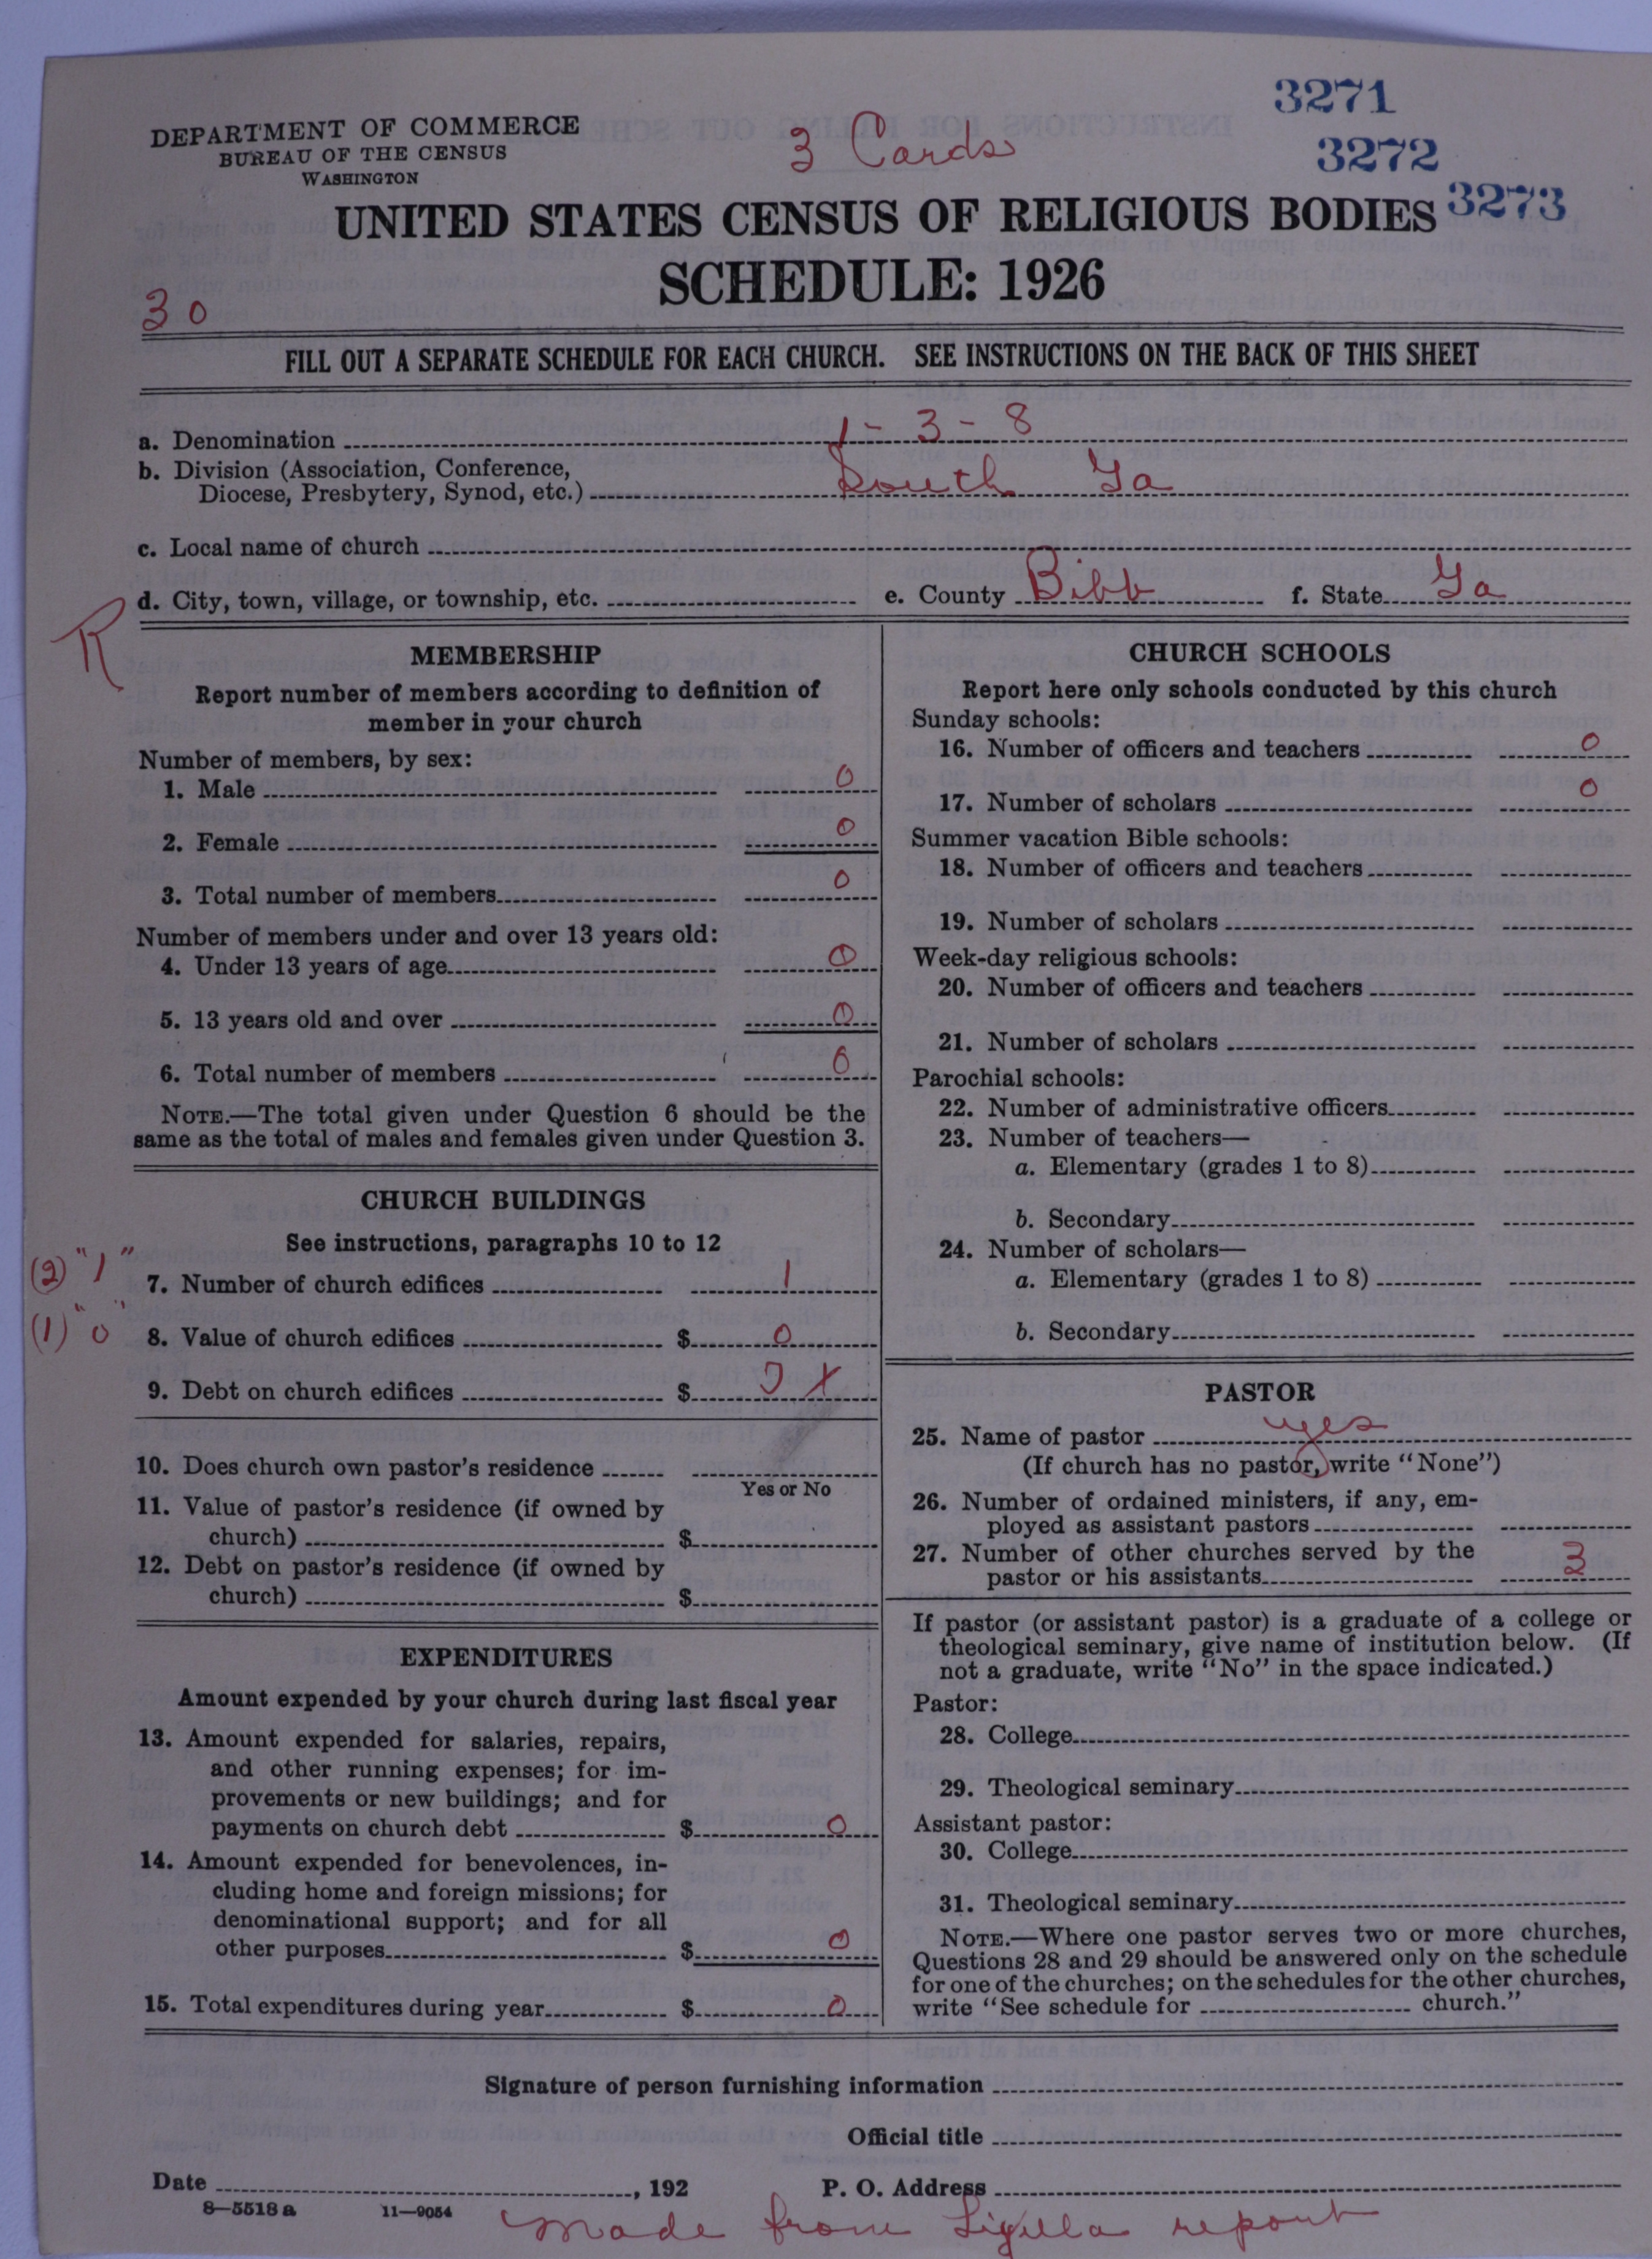 3271
DEPARTMENT OF COMMERCE
BUREAU OF THE CENSUS
WASHINGTON
3 Cards
3272
3273
UNITED STATES CENSUS OF RELIGIOUS BODIES
SCHEDULE: 1926
30
FILL OUT A SEPARATE SCHEDULE FOR EACH CHURCH. SEE INSTRUCTIONS ON THE BACK OF THIS SHEET
a. Denomination 1-3-8
b. Division (Association, Conference,
Diocese, Presbytery, Synod, etc.) South Ga
c. Local name of church
d. City, town, village, or township, etc. e. County Bibb f. State Ga
R
MEMBERSHIP
Report number of members according to definition of
member in your church
Number of members, by sex:
1. Male 0
2. Female 0
3. Total number of members 0
Number of members under and over 13 years old:
4. Under 13 years of age 0
5. 13 years old and over 0
6. Total number of members 0
NOTE.—The total given under Question 6 should be the
same as the total of males and females given under Question 3.
CHURCH BUILDINGS
See instructions, paragraphs 10 to 12
(2) "1"
7. Number of church edifices 1
(1) "0"
8. Value of church edifices $ 0
9. Debt on church edifices $ X
10. Does church own pastor's residence
Yes or No
11. Value of pastor's residence (if owned by
church) $
12. Debt on pastor's residence (if owned by
church) $
EXPENDITURES
Amount expended by your church during last fiscal year
13. Amount expended for salaries, repairs,
and other running expenses; for im-
provements or new buildings; and for
payments on church debt $ 0
14. Amount expended for benevolences, in-
cluding home and foreign missions; for
denominational support; and for all
other purposes $ 0
15. Total expenditures during year $ 0
CHURCH SCHOOLS
Report here only schools conducted by this church
Sunday schools:
16. Number of officers and teachers 0
17. Number of scholars 0
Summer vacation Bible schools:
18. Number of officers and teachers
19. Number of scholars
Week-day religious schools:
20. Number of officers and teachers
21. Number of scholars
Parochial schools:
22. Number of administrative officers
23. Number of teachers—
a. Elementary (grades 1 to 8)
b. Secondary
24. Number of scholars—
a. Elementary (grades 1 to 8)
b. Secondary
PASTOR
25. Name of pastor yes
(If church has no pastor, write "None")
26. Number of ordained ministers, if any, em-
ployed as assistant pastors
27. Number of other churches served by the
pastor or his assistants 3
If pastor (or assistant pastor) is a graduate of a college or
theological seminary, give name of institution below. (If
not a graduate, write "No" in the space indicated.)
Pastor:
28. College
29. Theological seminary
Assistant pastor:
30. College
31. Theological seminary
NOTE.—Where one pastor serves two or more churches,
Questions 28 and 29 should be answered only on the schedule
for one of the churches; on the schedules for the other churches,
write "See schedule for church."
Signature of person furnishing information
Official title
Date , 192 P. O. Address
8—5518 a 11—9054
made from report